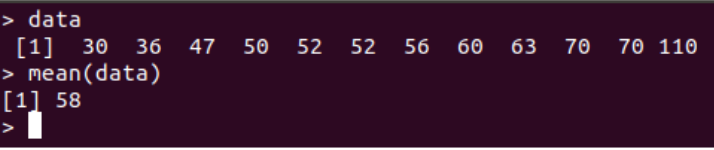 > data
 [1]  30  36  47  50  52  52  56  60  63  70  70 110
> mean(data)
[1] 58
>